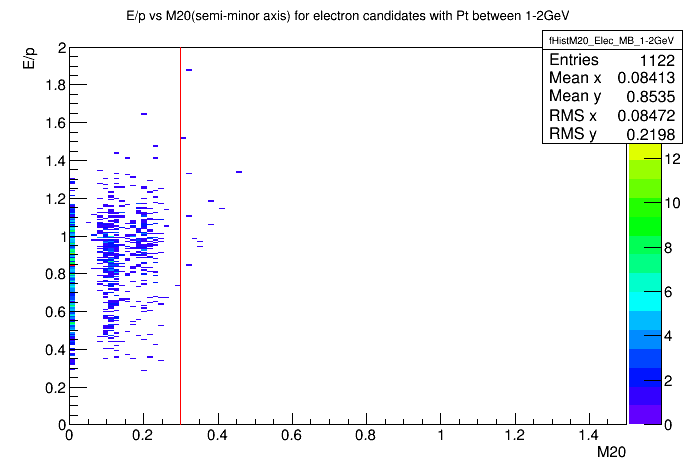 E/p vs M20(semi-minor axis) for electron candidates with Pt between 1-2GeV
fHistM20_Elec_MB_1-2GeV
Entries 1122
Mean x 0.08413
Mean y 0.8535
RMS x 0.08472
RMS y 0.2198
E/p
2
1.8
1.6
1.4
1.2
1
0.8
0.6
0.4
0.2
0
12
10
8
6
4
2
0
0 0.2 0.4 0.6 0.8 1 1.2 1.4
M20